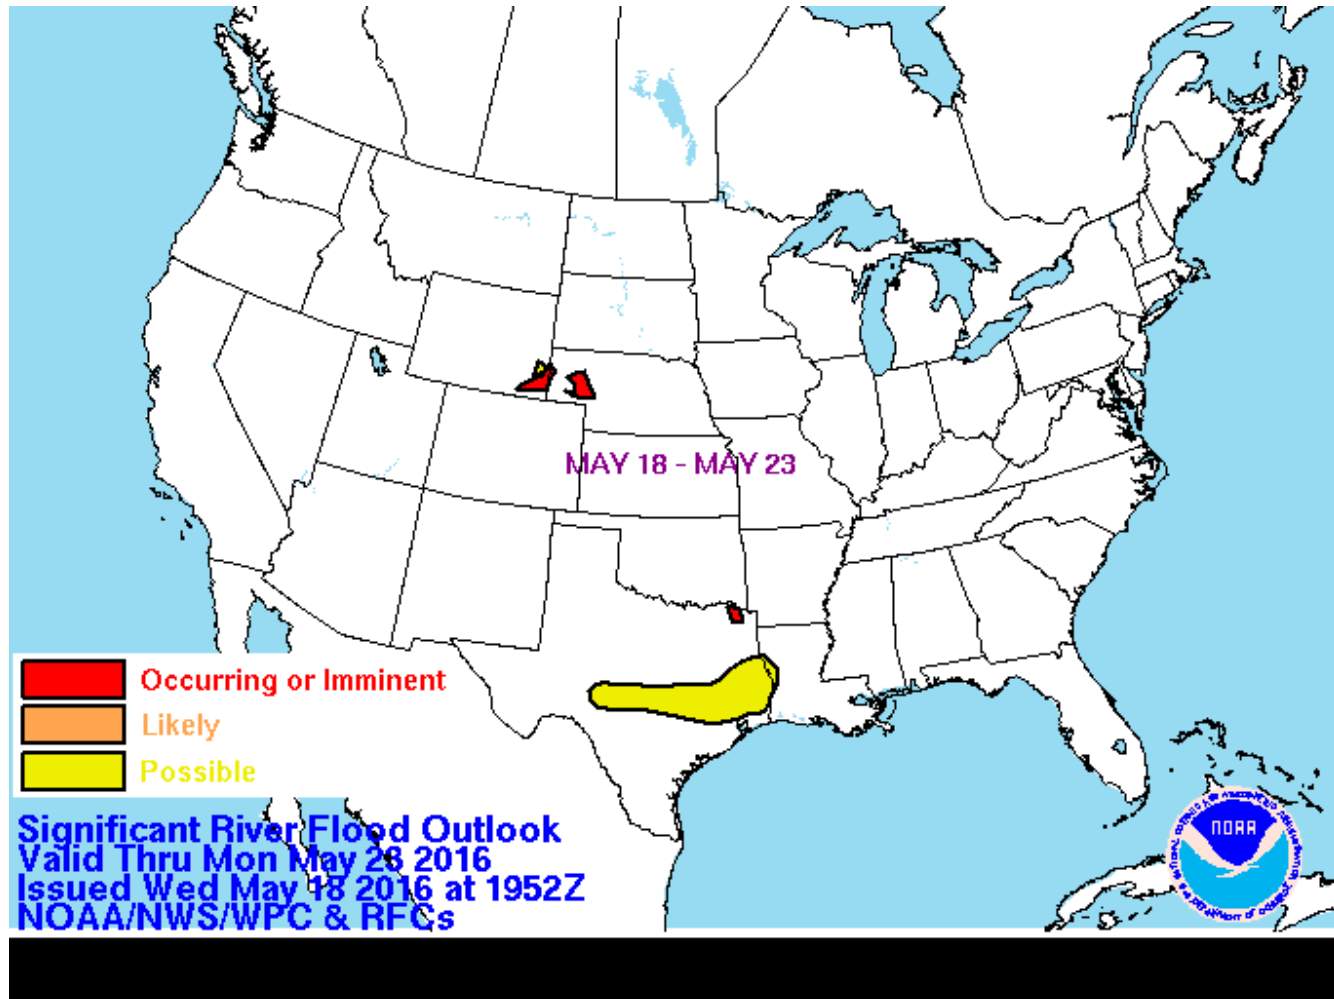 MAY 18 - MAY 23
Occurring or Imminent
Likely
Possible
Significant River Flood Outlook
Valid Thru Mon May 23 2016
Issued Wed May 18 2016 at 1952Z
NOAA/NWS/WPC & RFCs
NOAA